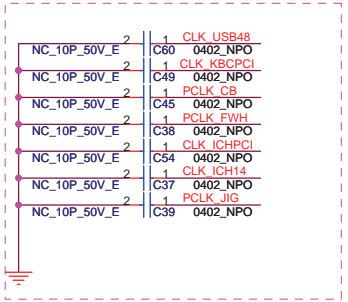 2 1 CLK_USB48
NC_10P_50V_E C60 0402_NPO
2 1 CLK_KBCPCI
NC_10P_50V_E C49 0402_NPO
2 1 PCLK_CB
NC_10P_50V_E C45 0402_NPO
2 1 PCLK_FWH
NC_10P_50V_E C38 0402_NPO
2 1 CLK_ICHPCI
NC_10P_50V_E C54 0402_NPO
2 1 CLK_ICH14
NC_10P_50V_E C37 0402_NPO
2 1 PCLK_JIG
NC_10P_50V_E C39 0402_NPO